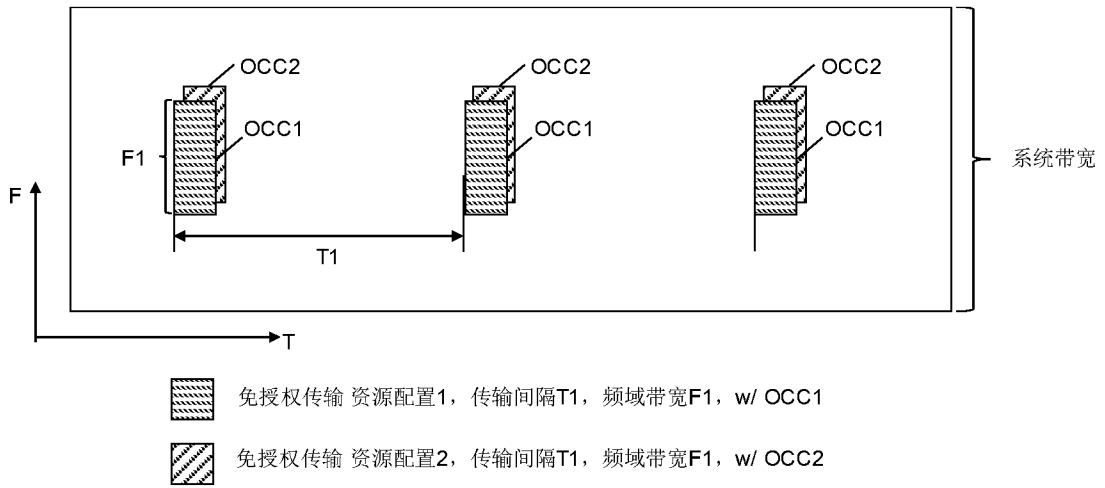 OCC2
OCC2
OCC2
OCC1
OCC1
OCC1
F1
系统带宽
F
T1
T
免授权传输 资源配置1，传输间隔T1，频域带宽F1，w/ OCC1
免授权传输 资源配置2，传输间隔T1，频域带宽F1，w/ OCC2